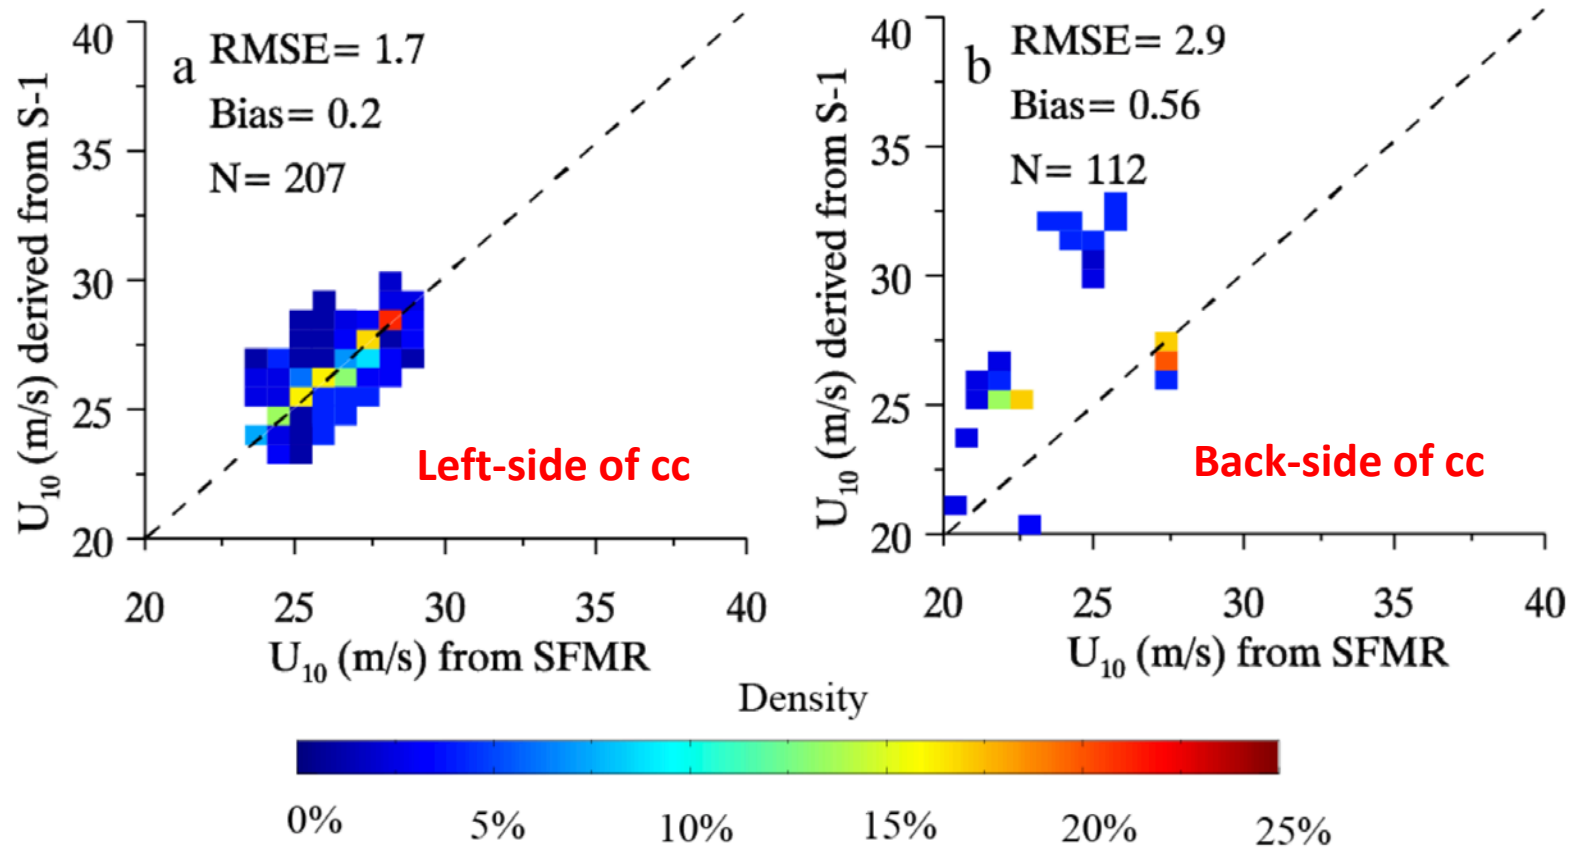 a
RMSE= 1.7
Bias= 0.2
N= 207
40
35
30
25
20
U10 (m/s) derived from S-1
Left-side of cc
20 25 30 35 40
U10 (m/s) from SFMR
b
RMSE= 2.9
Bias= 0.56
N= 112
40
35
30
25
20
U10 (m/s) derived from S-1
Back-side of cc
20 25 30 35 40
U10 (m/s) from SFMR
Density
0% 5% 10% 15% 20% 25%